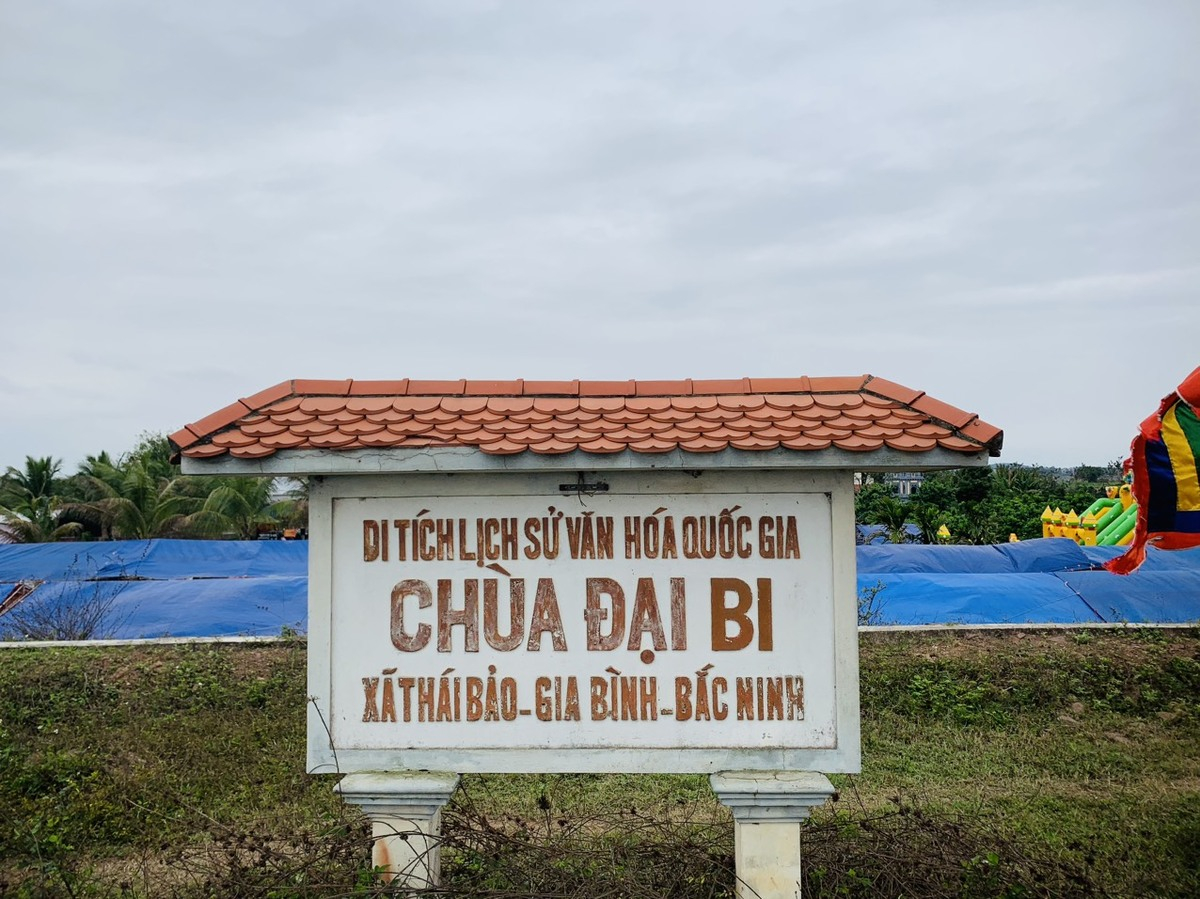 DI TÍCH LỊCH SỬ VĂN HÓA QUỐC GIA
CHÙA ĐẠI BI
XÃ THÁI BẢO - GIA BÌNH - BẮC NINH